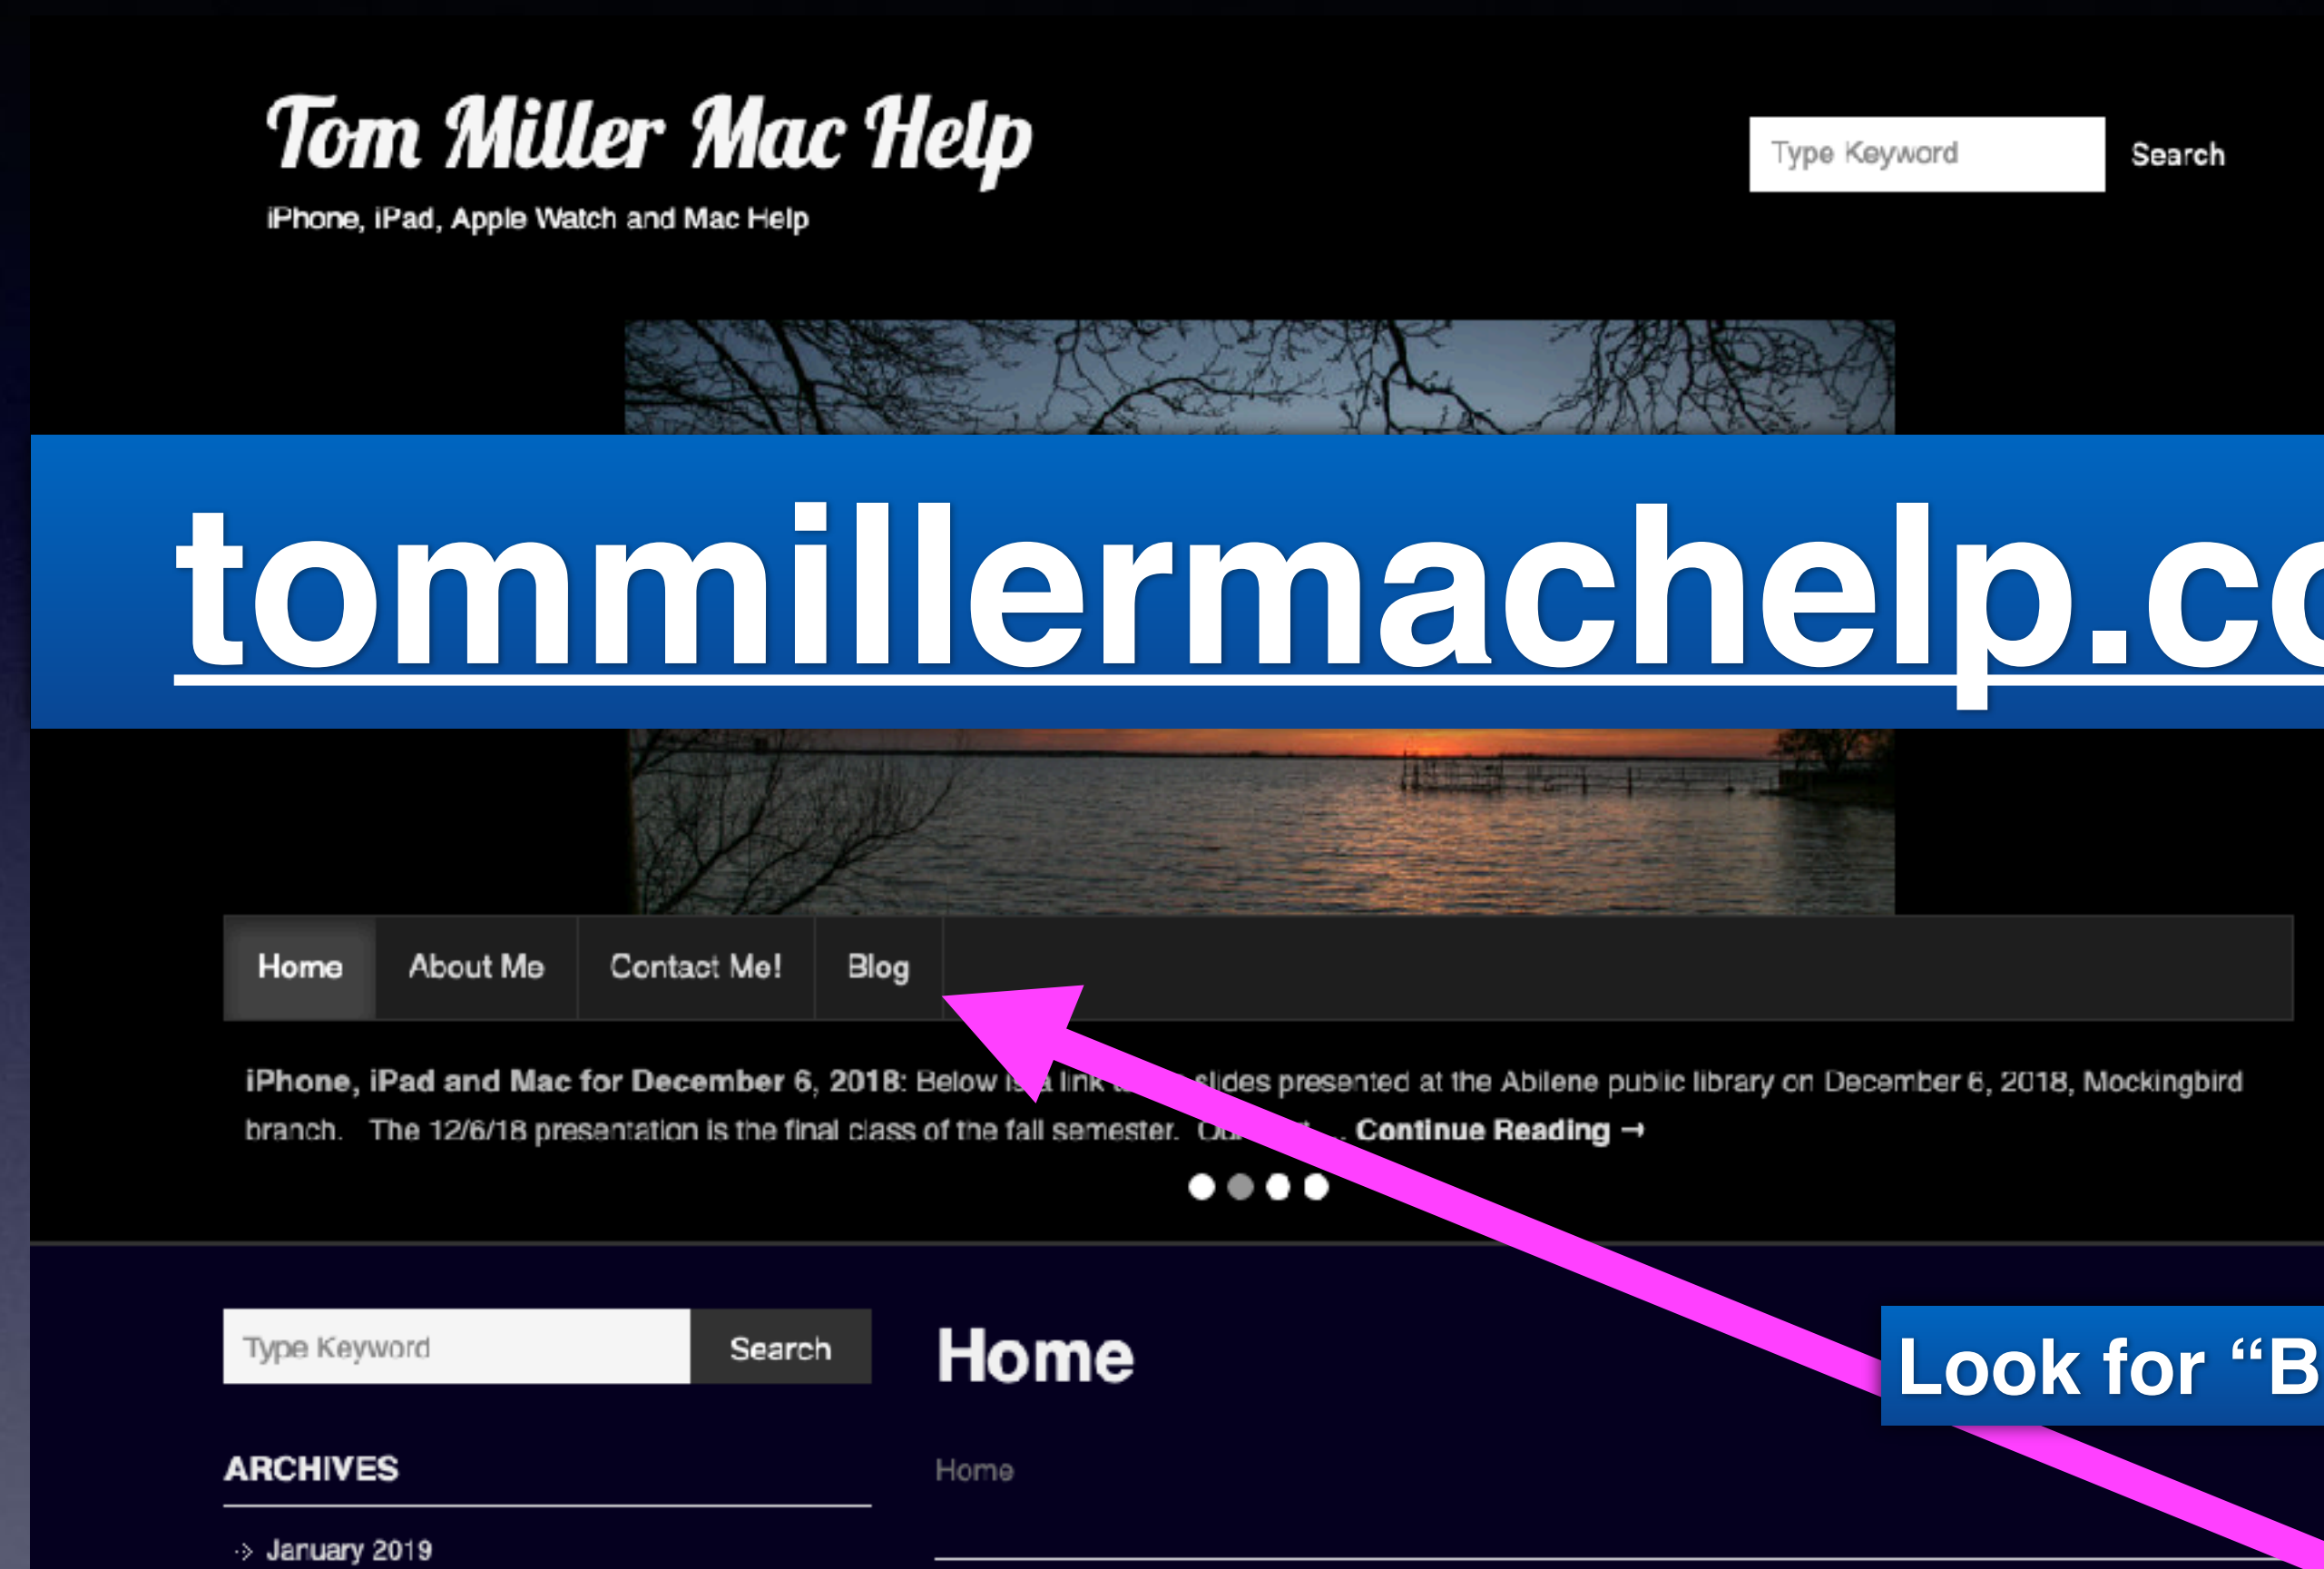 Tom Miller Mac Help
Type Keyword
Search
iPhone, iPad, Apple Watch and Mac Help
tommillermachelp.co
Home
About Me
Contact Me!
Blog
iPhone, iPad and Mac for December 6, 2018: Below is a link slides presented at the Abilene public library on December 6, 2018, Mockingbird
branch. The 12/6/18 presentation is the final class of the fall semester. Continue Reading →
Type Keyword
Search
Home
Look for “B
ARCHIVES
Home
January 2019